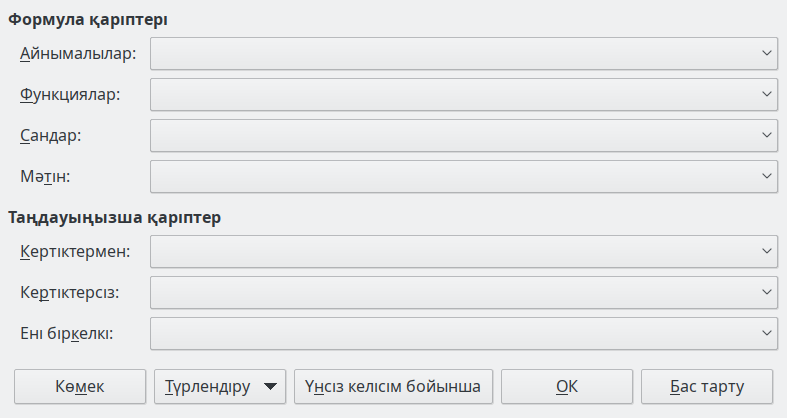 Формула қаріптері
Айнымалылар:
Функциялар:
Сандар:
Мәтін:
Таңдауыңызша қаріптер
Кертіктермен:
Кертіктерсіз:
Ені біркелкі:
Көмек Түрлендіру Үнсіз келісім бойынша ОК Бас тарту